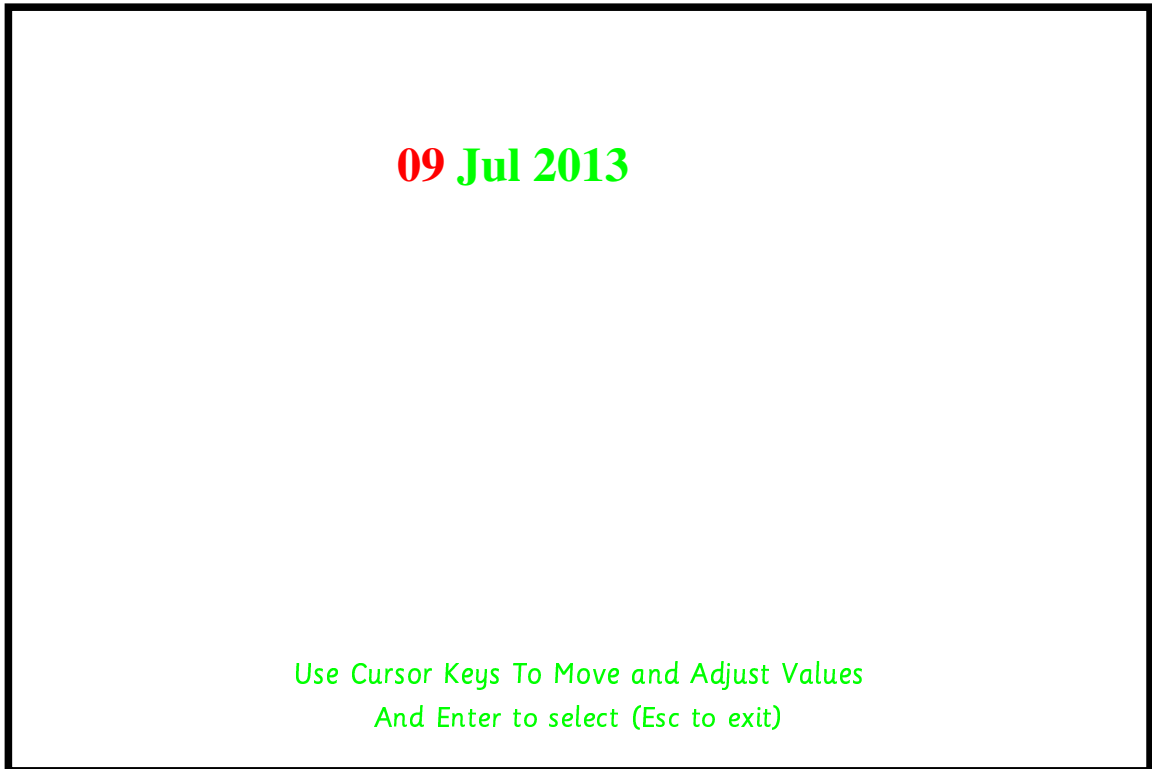 09 Jul 2013
Use Cursor Keys To Move and Adjust Values
And Enter to select (Esc to exit)